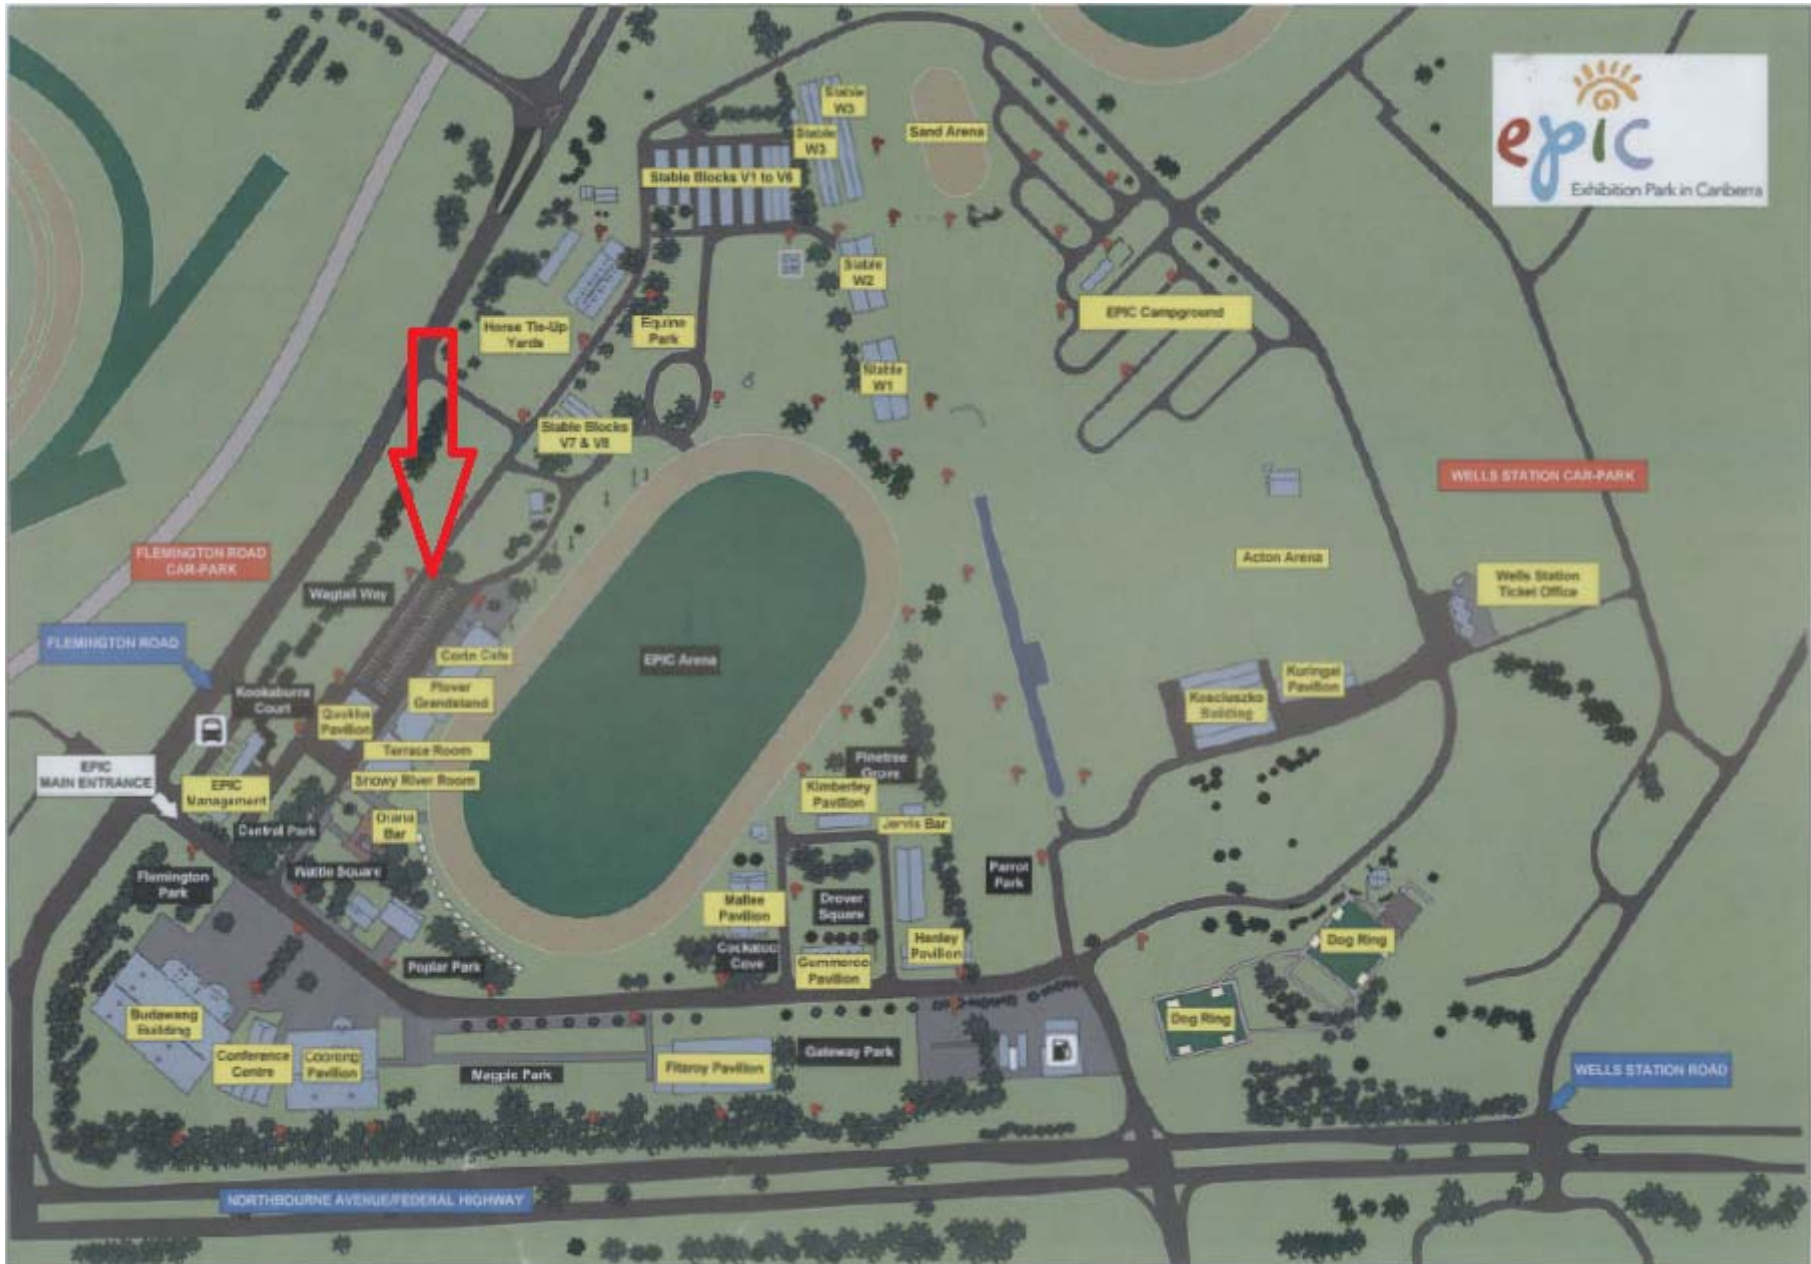 epic
Exhibition Park in Canberra
Stable
W3
Stable
W3
Sand Arena
Stable Blocks V1 to V6
Stable
W2
EPIC Campground
Horse Tie-Up
Yards
Equine
Park
Stable
W1
Stable Blocks
V7 & V8
WELLS STATION CAR-PARK
FLEMINGTON ROAD
CAR-PARK
Acton Arena
Wagtail Way
Wells Station
Ticket Office
FLEMINGTON ROAD
Corin Cafe
EPIC Arena
Kookaburra
Court
Plover
Grandstand
Kuringai
Pavilion
Kosciuszko
Building
Quokka
Pavilion
Terrace Room
Pinetree
Grove
EPIC
MAIN ENTRANCE
Snowy River Room
EPIC
Management
Kimberley
Pavilion
Oriana
Bar
Central Park
Jervis Bar
Flemington
Park
Wattle Square
Parrot
Park
Mallee
Pavilion
Drover
Square
Cockatoo
Cove
Hanley
Pavilion
Dog Ring
Poplar Park
Gummeroo
Pavilion
Budawang
Building
Dog Ring
Conference
Centre
Coorong
Pavilion
Magpie Park
Fitzroy Pavilion
Gateway Park
WELLS STATION ROAD
NORTHBOURNE AVENUE/FEDERAL HIGHWAY